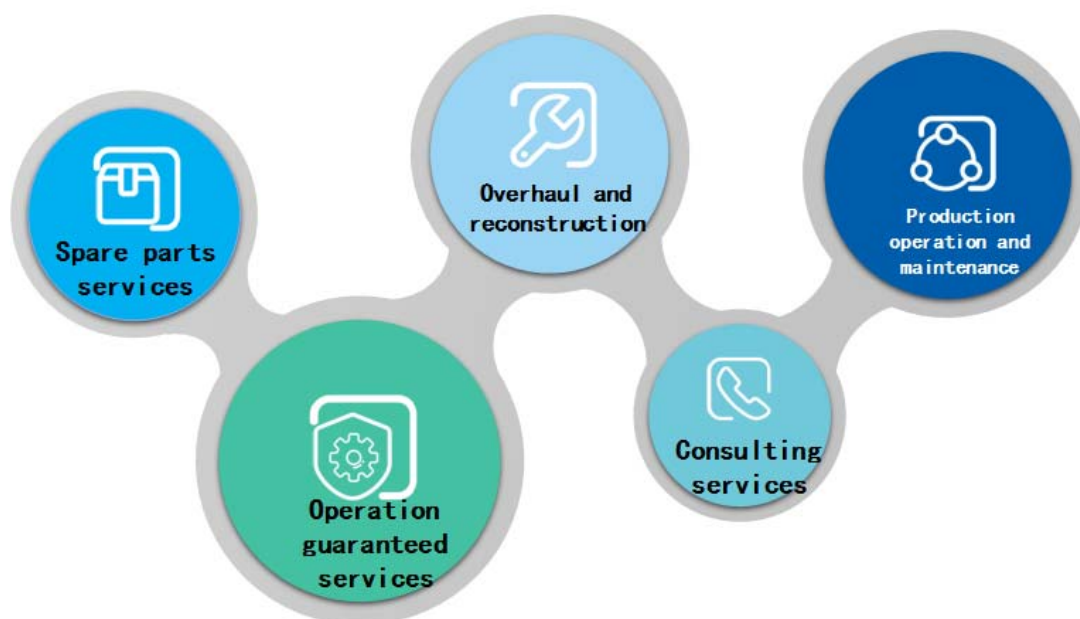 Spare parts
services
Operation
guaranteed
services
Overhaul and
reconstruction
Consulting
services
Production
operation and
maintenance